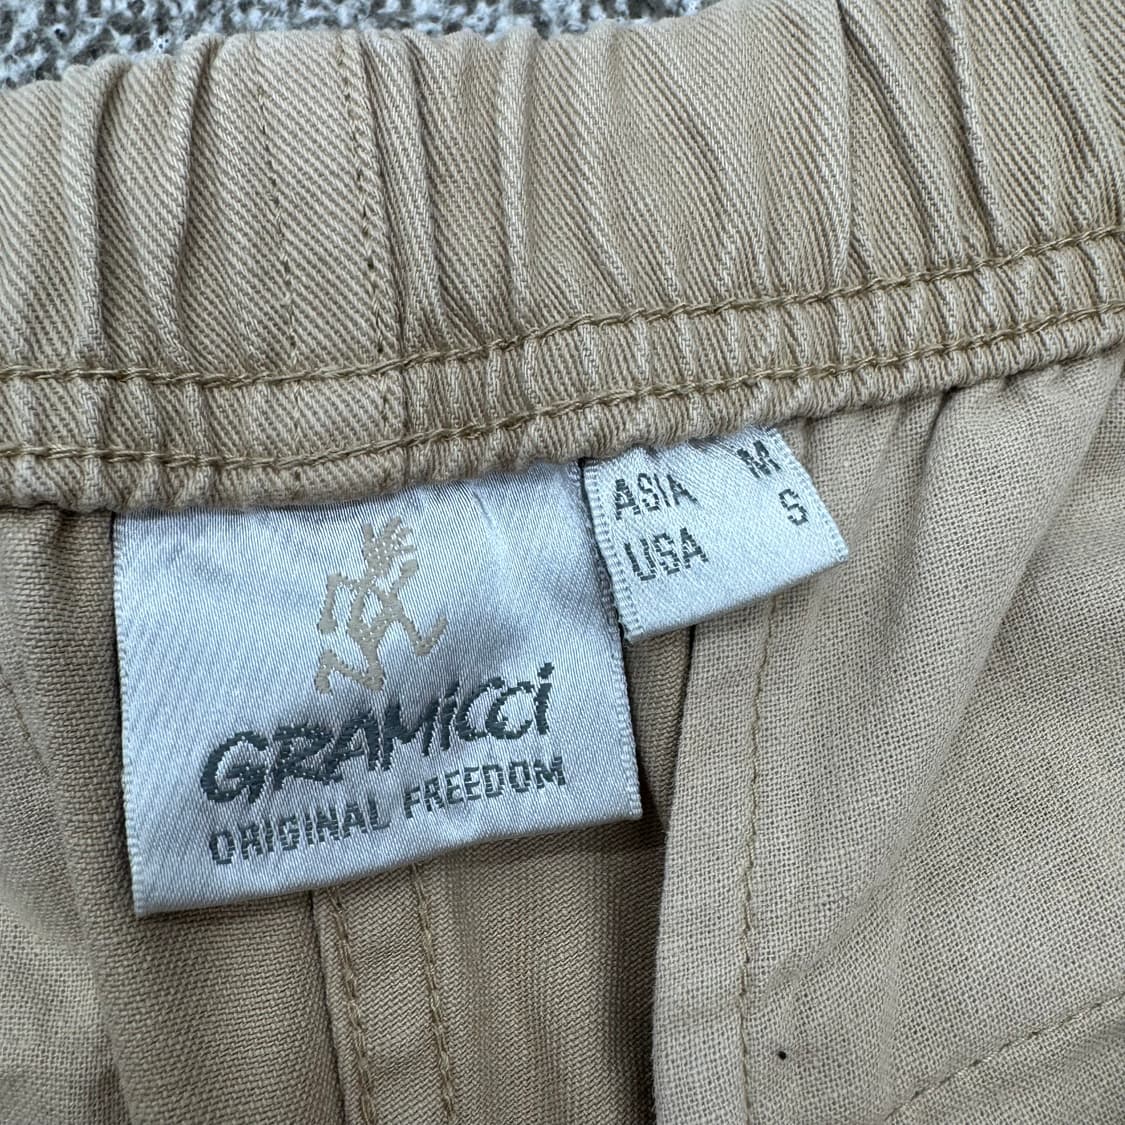 GRAMiCCi
ORIGINAL FREEDOM
ASIA M
USA S